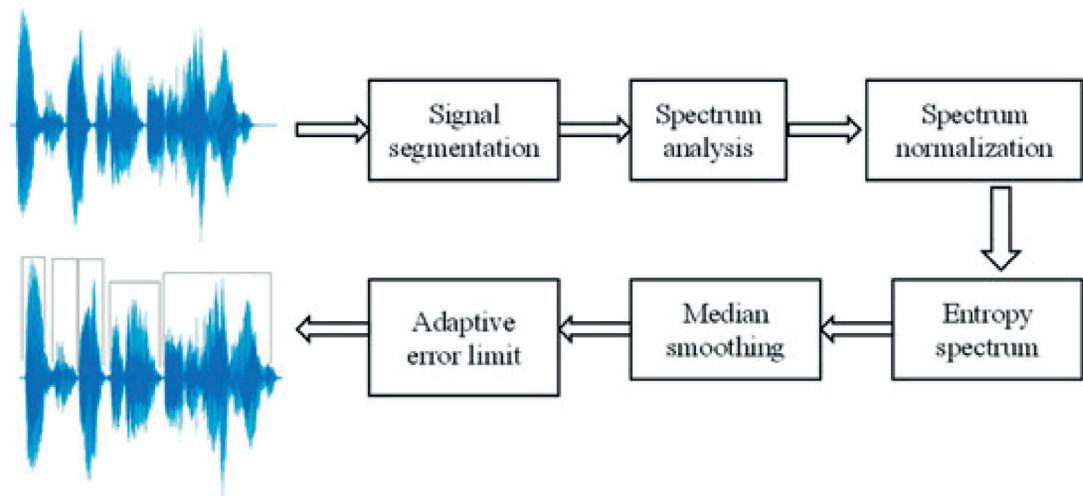 Signal
segmentation
Spectrum
analysis
Spectrum
normalization
Entropy
spectrum
Median
smoothing
Adaptive
error limit